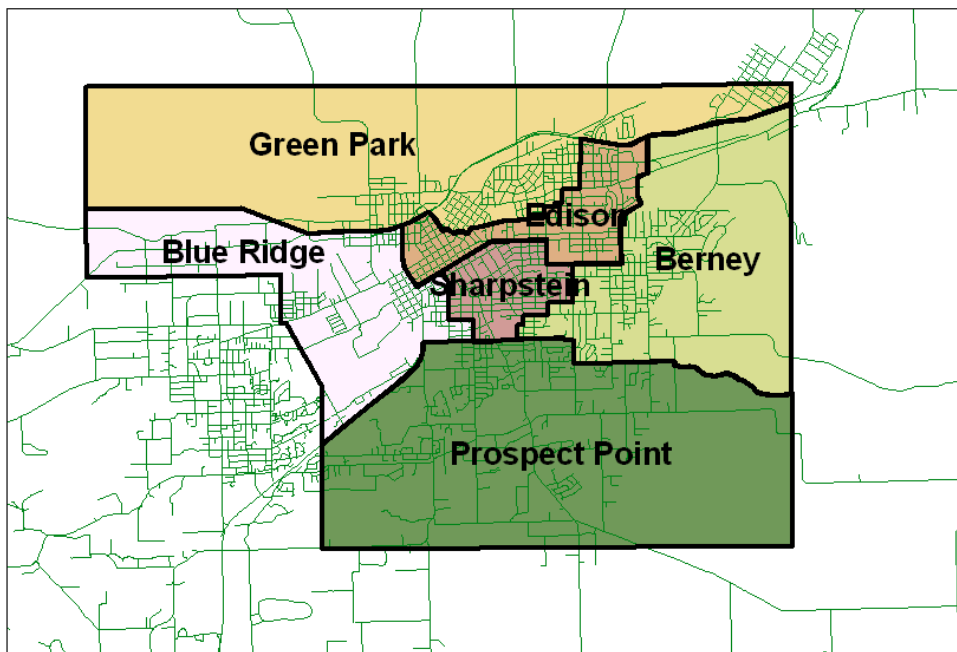 Green Park
Edison
Blue Ridge
Berney
Sharpstein
Prospect Point